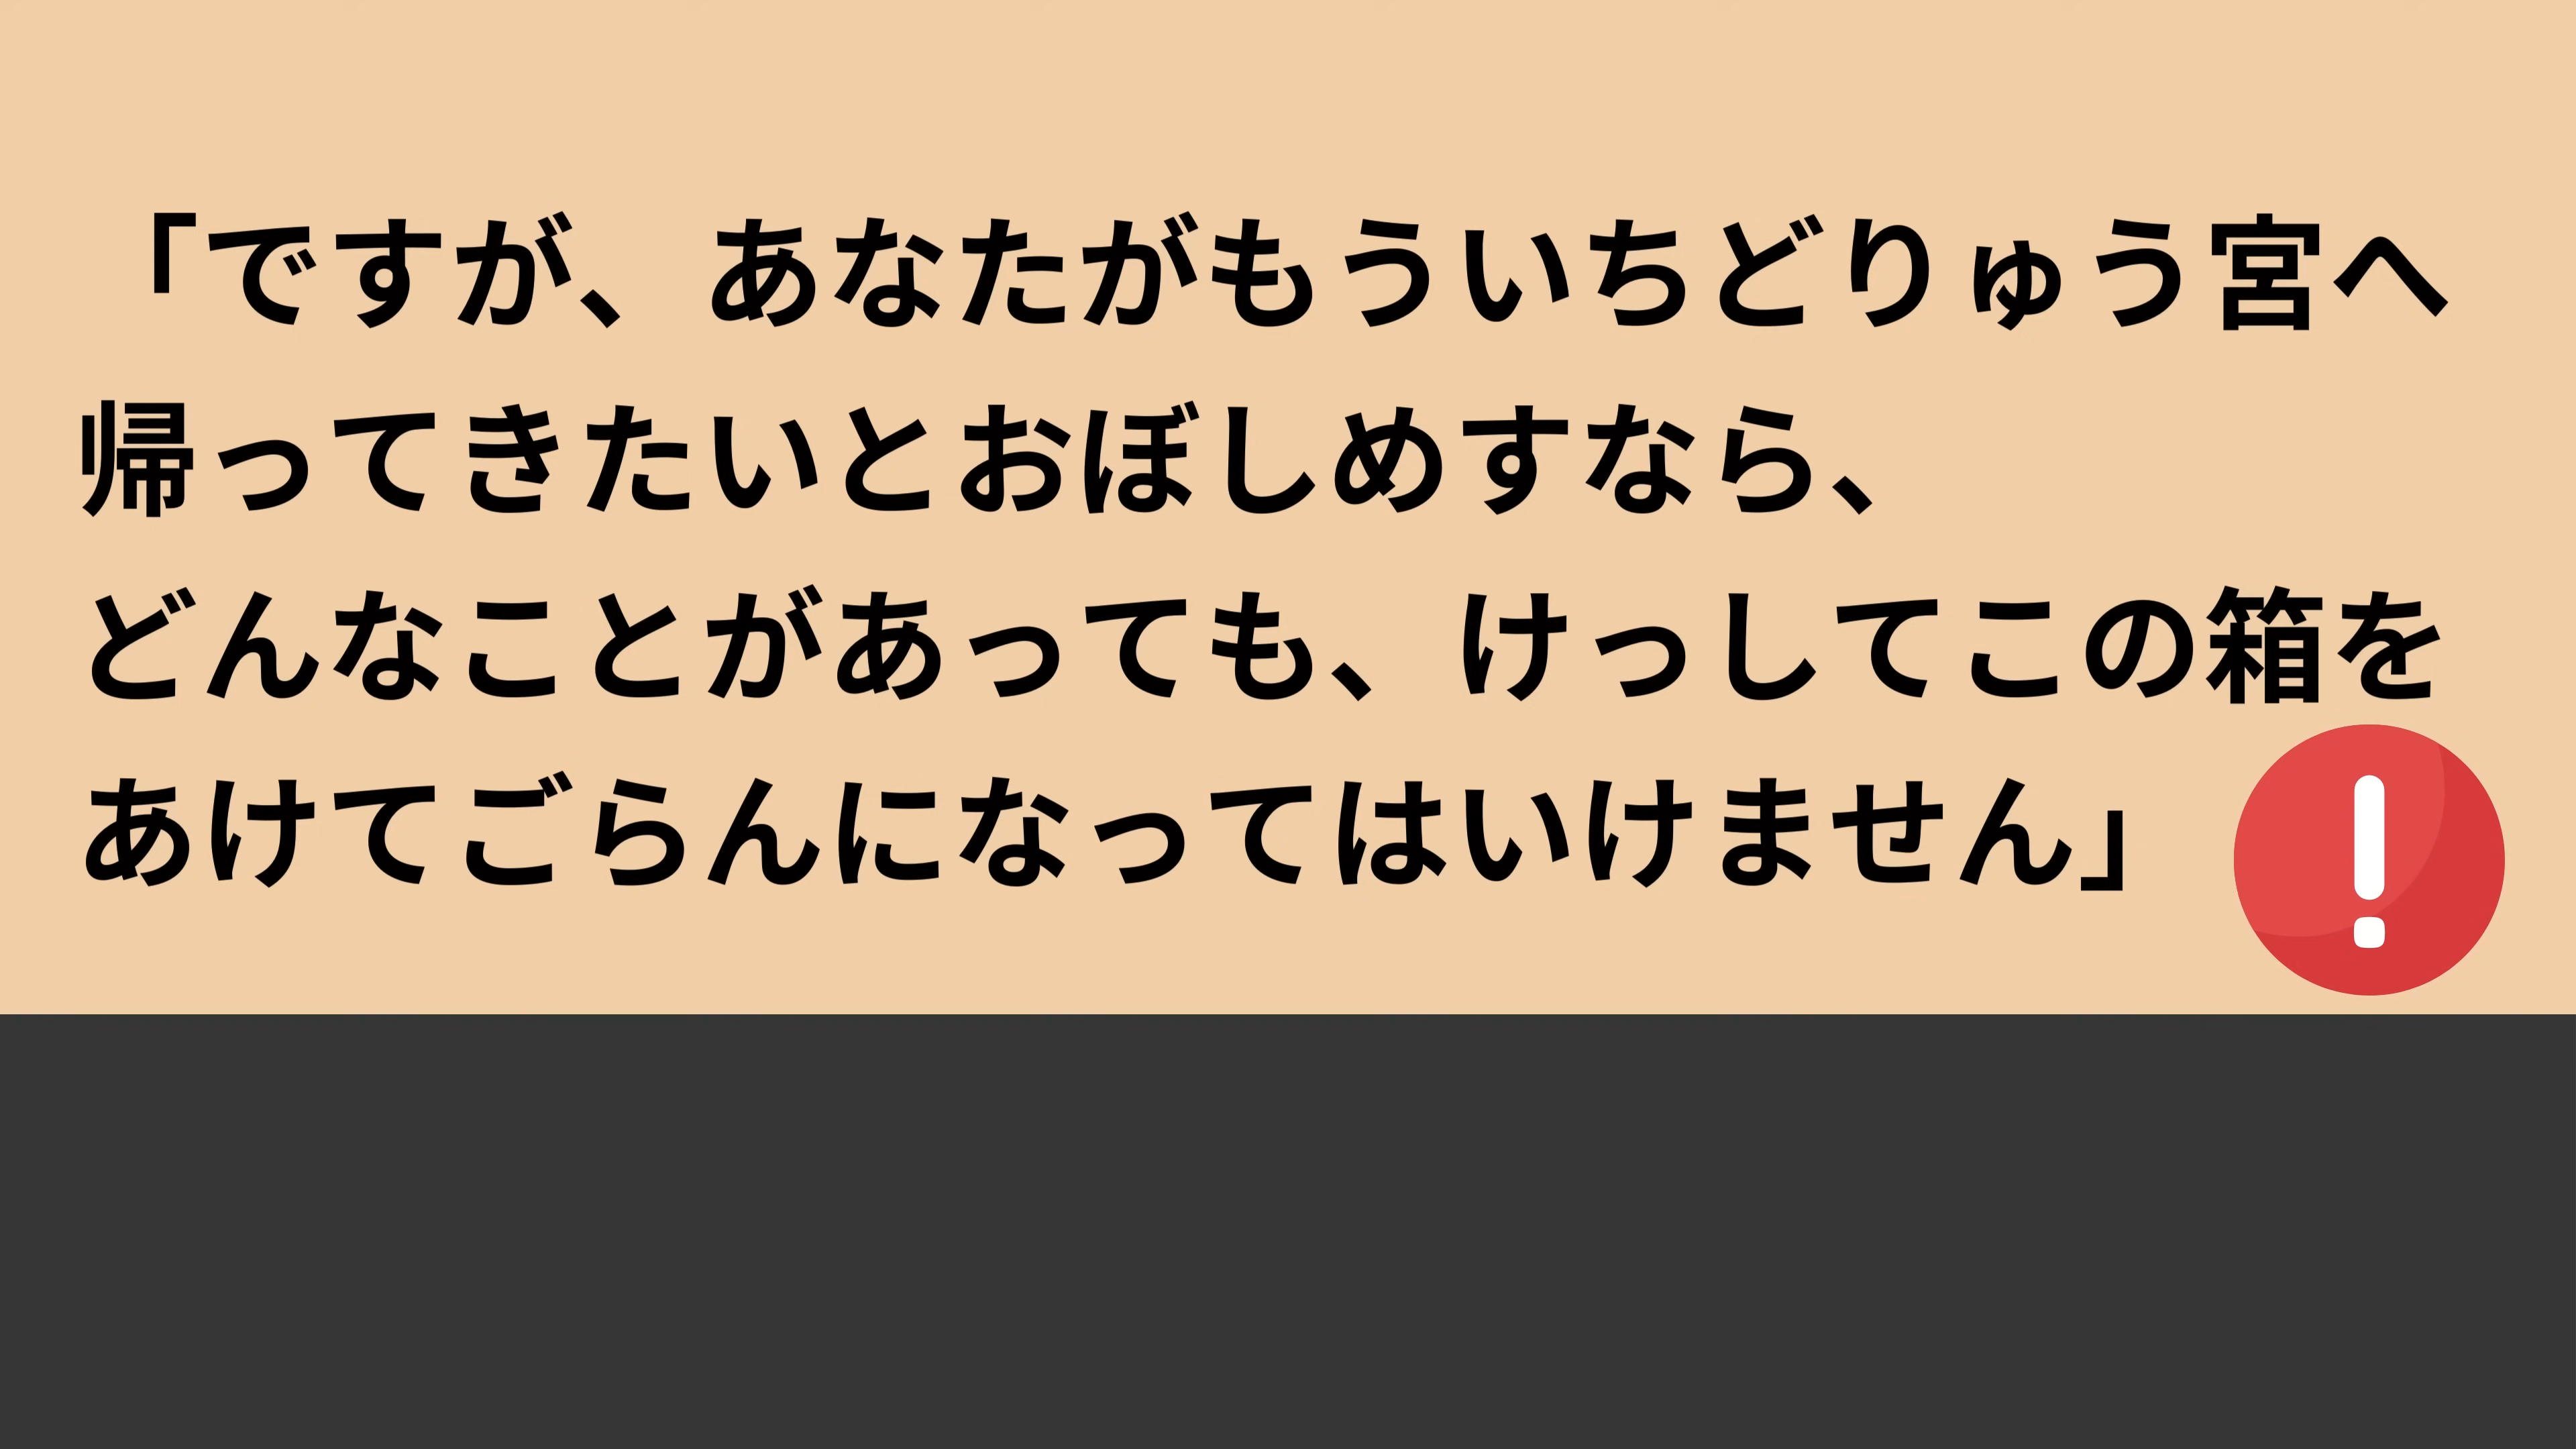 「ですが、あなたがもういちどりゅう宮へ
帰ってきたいとおぼしめすなら、
どんなことがあっても、けっしてこの箱を
あけてごらんになってはいけません」